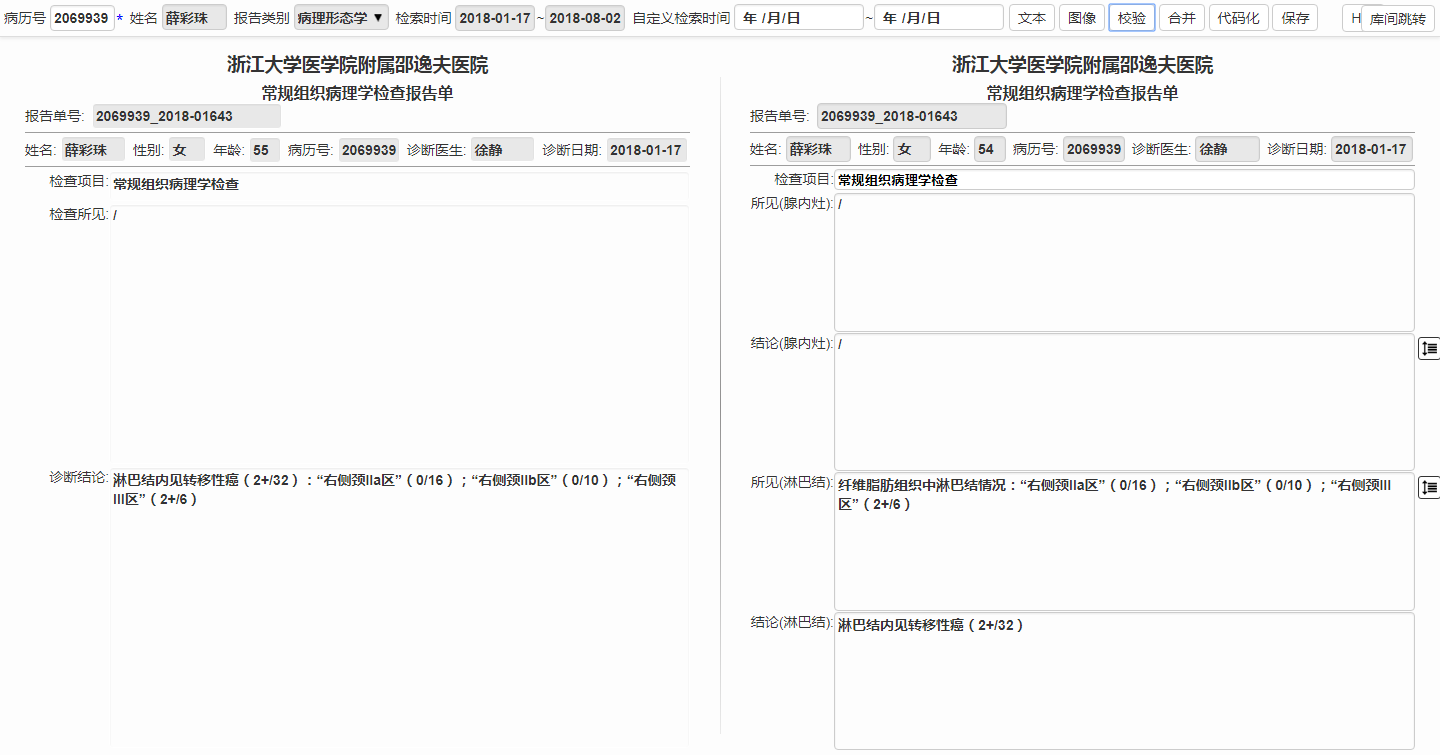 病历号 2069939 * 姓名 薛彩珠 报告类别 病理形态学 ▼ 检索时间 2018-01-17 ~ 2018-08-02 自定义检索时间 年 /月/日 ~ 年 /月/日 文本 图像 校验 合并 代码化 保存 H 库间跳转
浙江大学医学院附属邵逸夫医院
常规组织病理学检查报告单
报告单号: 2069939_2018-01643
姓名: 薛彩珠 性别: 女 年龄: 55 病历号: 2069939 诊断医生: 徐静 诊断日期: 2018-01-17
检查项目: 常规组织病理学检查
检查所见: /
诊断结论: 淋巴结内见转移性癌（2+/32）：“右侧颈IIa区”（0/16）；“右侧颈IIb区”（0/10）；“右侧颈
III区”（2+/6）
浙江大学医学院附属邵逸夫医院
常规组织病理学检查报告单
报告单号: 2069939_2018-01643
姓名: 薛彩珠 性别: 女 年龄: 54 病历号: 2069939 诊断医生: 徐静 诊断日期: 2018-01-17
检查项目: 常规组织病理学检查
所见(腺内灶): /
结论(腺内灶): /
所见(淋巴结): 纤维脂肪组织中淋巴结情况：“右侧颈IIa区”（0/16）；“右侧颈IIb区”（0/10）；“右侧颈III
区”（2+/6）
结论(淋巴结): 淋巴结内见转移性癌（2+/32）